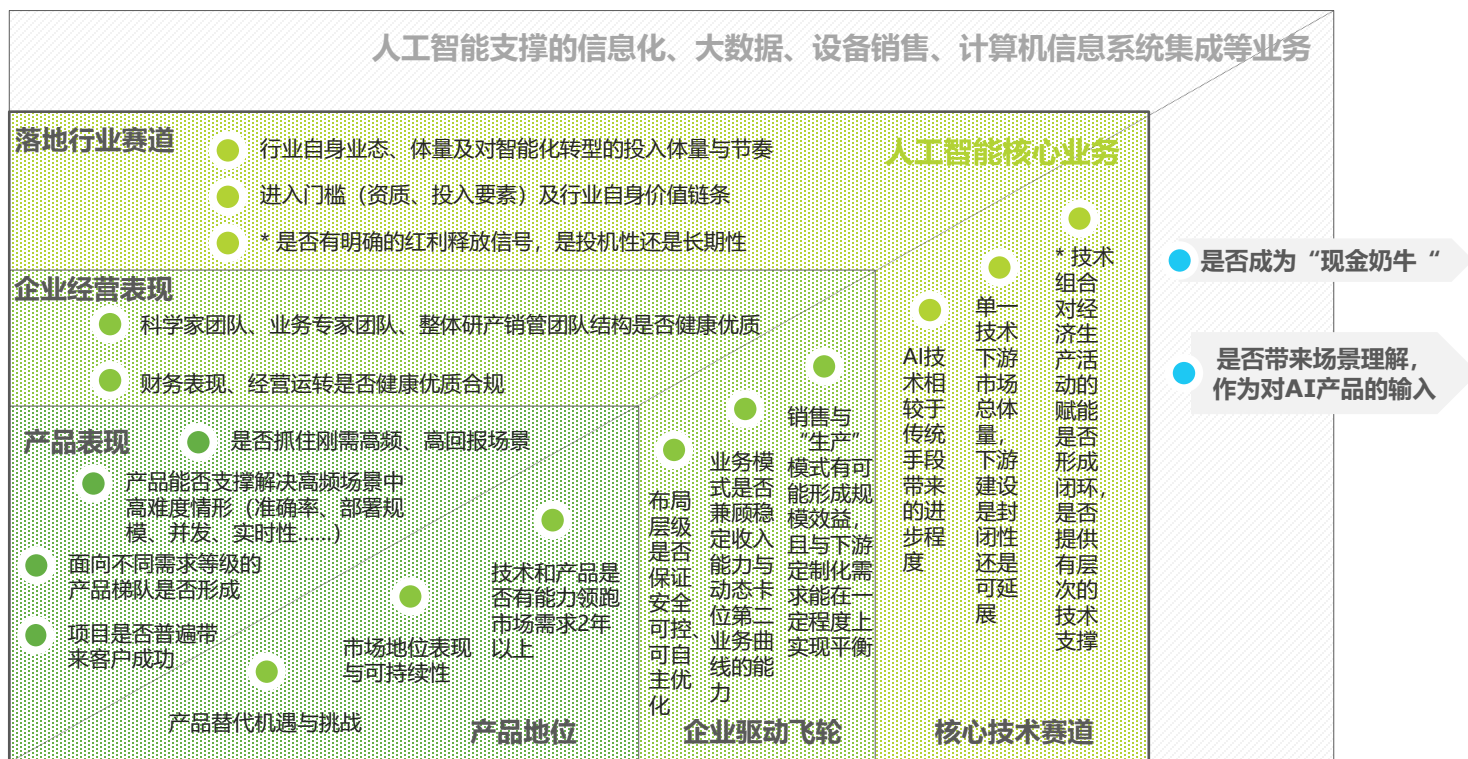 人工智能支撑的信息化、大数据、设备销售、计算机信息系统集成等业务
落地行业赛道
行业自身业态、体量及对智能化转型的投入体量与节奏
进入门槛（资质、投入要素）及行业自身价值链条
* 是否有明确的红利释放信号，是投机性还是长期性
人工智能核心业务
企业经营表现
科学家团队、业务专家团队、整体研产销管团队结构是否健康优质
财务表现、经营运转是否健康优质合规
产品表现
是否抓住刚需高频、高回报场景
产品能否支撑解决高频场景中
高难度情形（准确率、部署规
模、并发、实时性......）
面向不同需求等级的
产品梯队是否形成
项目是否普遍带
来客户成功
产品替代机遇与挑战
市场地位表现
与可持续性
技术和产品是
否有能力领跑
市场需求2年
以上
产品地位
布局
层级
是否
保证
安全
可控、
可自
主优
化
业务模
式是否
兼顾稳
定收入
能力与
动态卡
位第二
业务曲
线的能
力
销售与
“生产”
模式有可
能形成规
模效益，
且与下游
定制化需
求能在一
定程度上
实现平衡
企业驱动飞轮
AI技
术相
较于
传统
手段
带来
的进
步程
度
单一
技术
下游
市场
总体
量，
下游
建设
是封
闭性
还是
可延
展
* 技术
组合
对经
济生
产活
动的
赋能
是否
形成
闭环，
是否
提供
有层
次的
技术
支撑
核心技术赛道
是否成为“现金奶牛“
是否带来场景理解，
作为对AI产品的输入